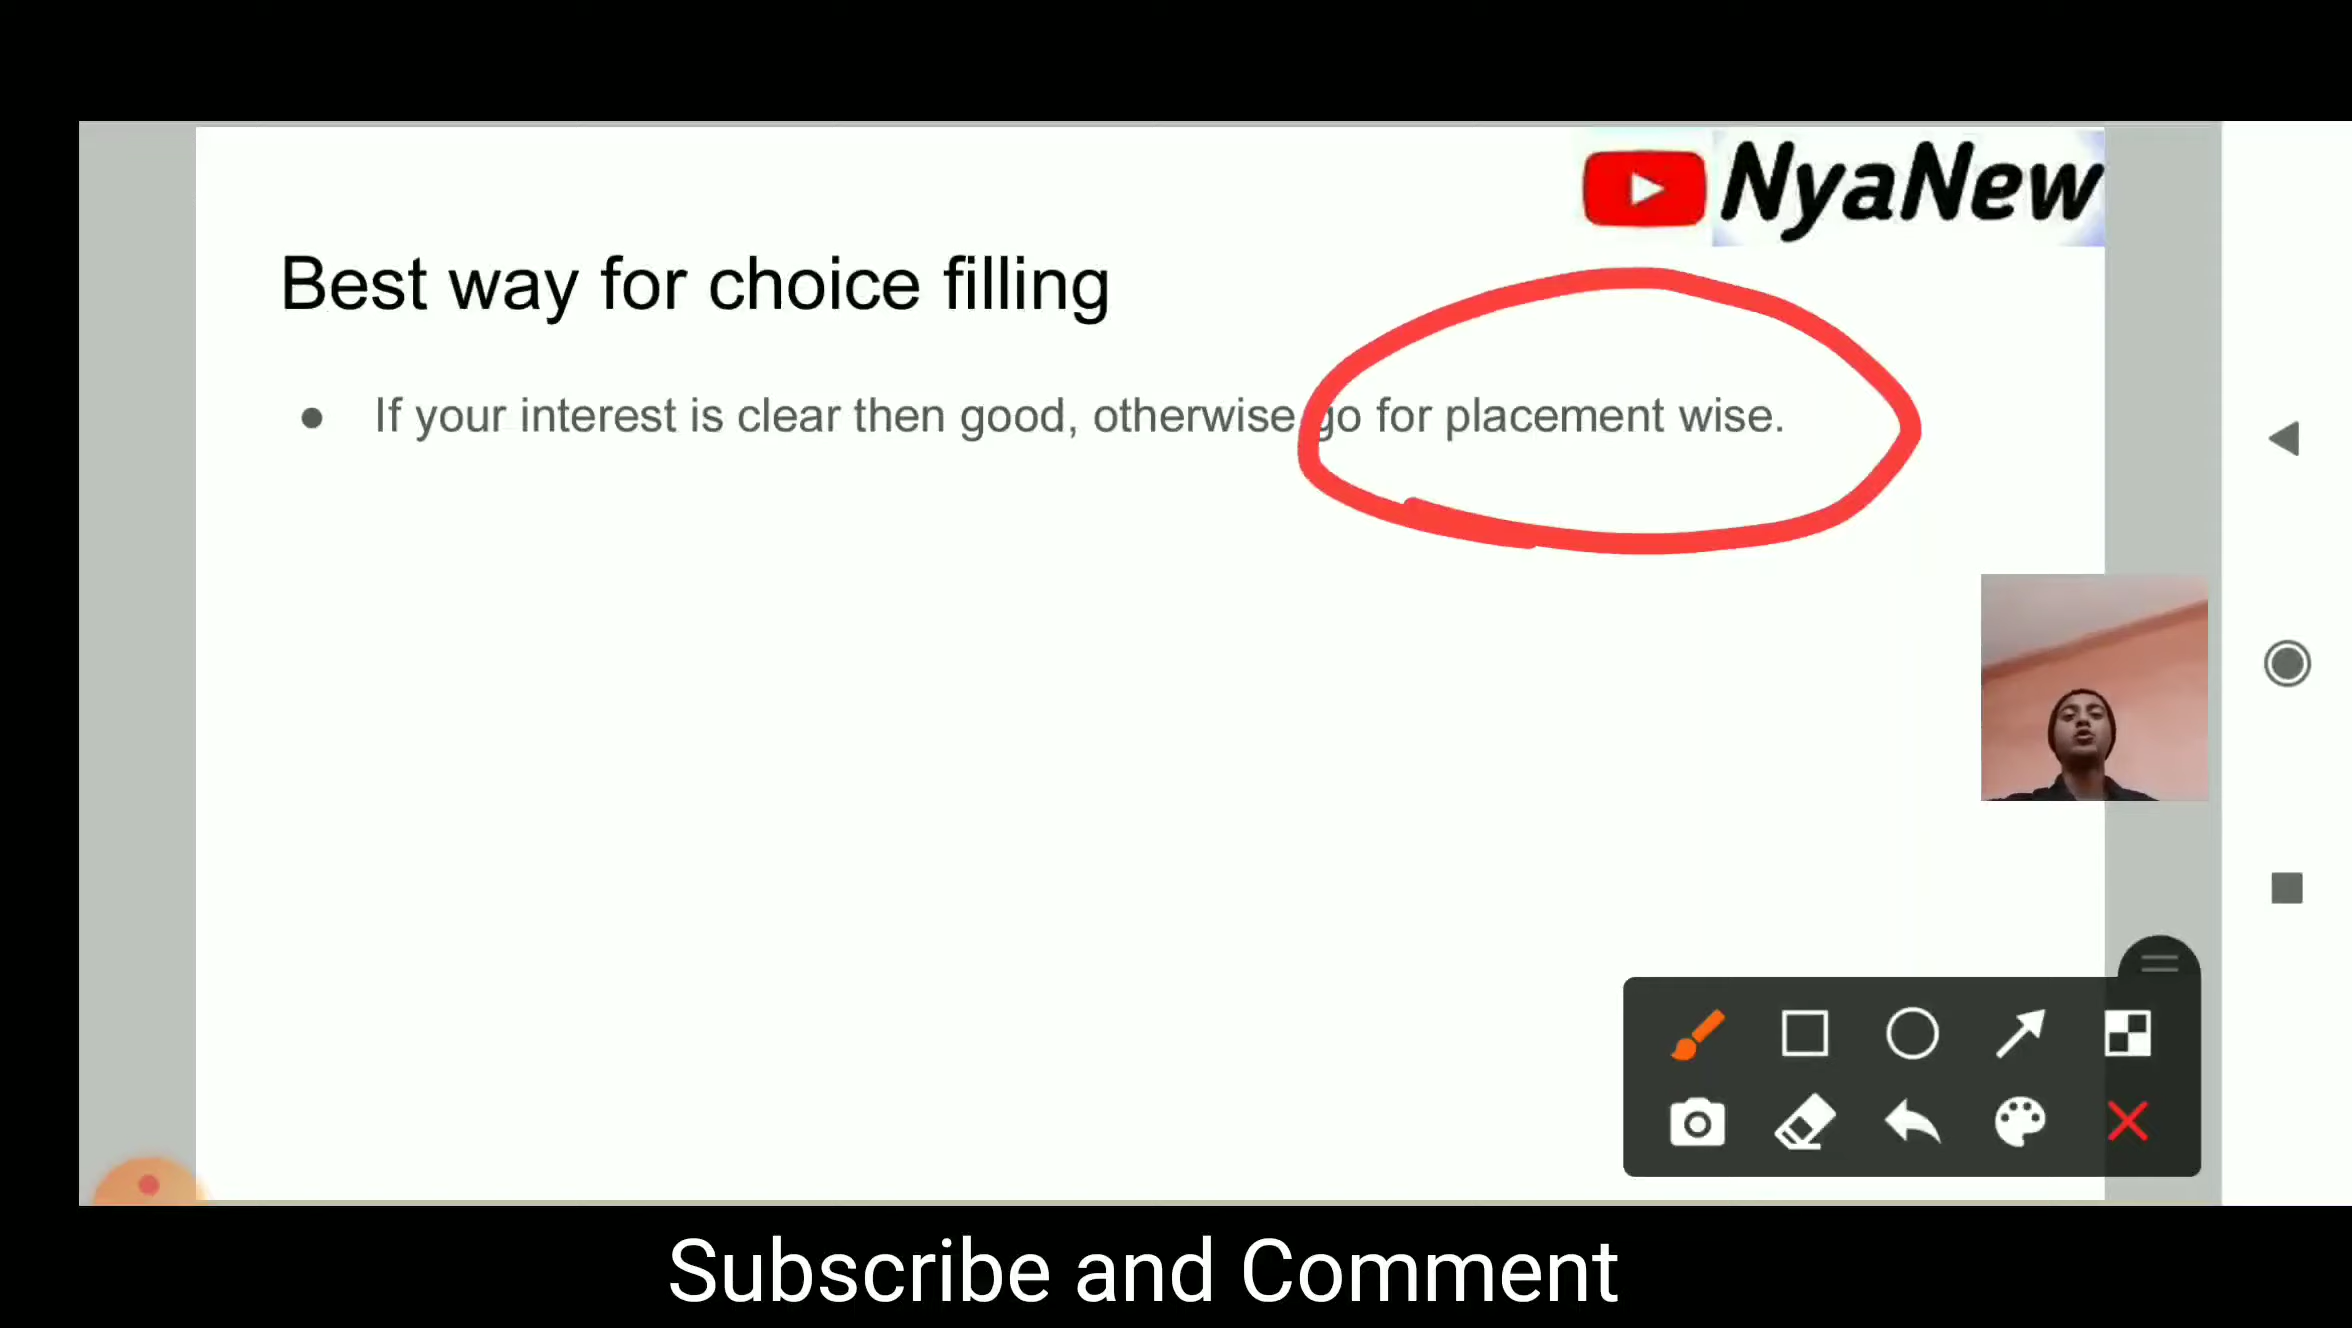 NyaNew
Best way for choice filling
If your interest is clear then good, otherwise go for placement wise.
Subscribe and Comment